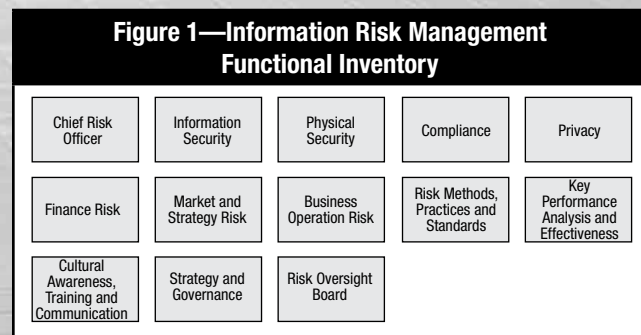 Figure 1—Information Risk Management
Functional Inventory
Chief Risk
Officer
Information
Security
Physical
Security
Compliance
Privacy
Finance Risk
Market and
Strategy Risk
Business
Operation Risk
Risk Methods,
Practices and
Standards
Key
Performance
Analysis and
Effectiveness
Cultural
Awareness,
Training and
Communication
Strategy and
Governance
Risk Oversight
Board